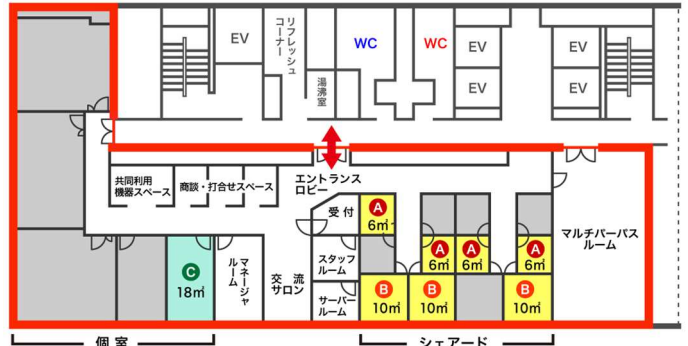 EV
リフレッシュ
コーナー
湯沸室
WC
WC
EV
EV
EV
EV
共同利用
機器スペース
商談・打合せスペース
エントランス
ロビー
受付
A
6㎡
マルチパーパス
ルーム
C
18㎡
マネージャ
ルーム
交流
サロン
スタッフ
ルーム
サーバー
ルーム
A
6㎡
A
6㎡
A
6㎡
B
10㎡
B
10㎡
B
10㎡
個室
シェアード